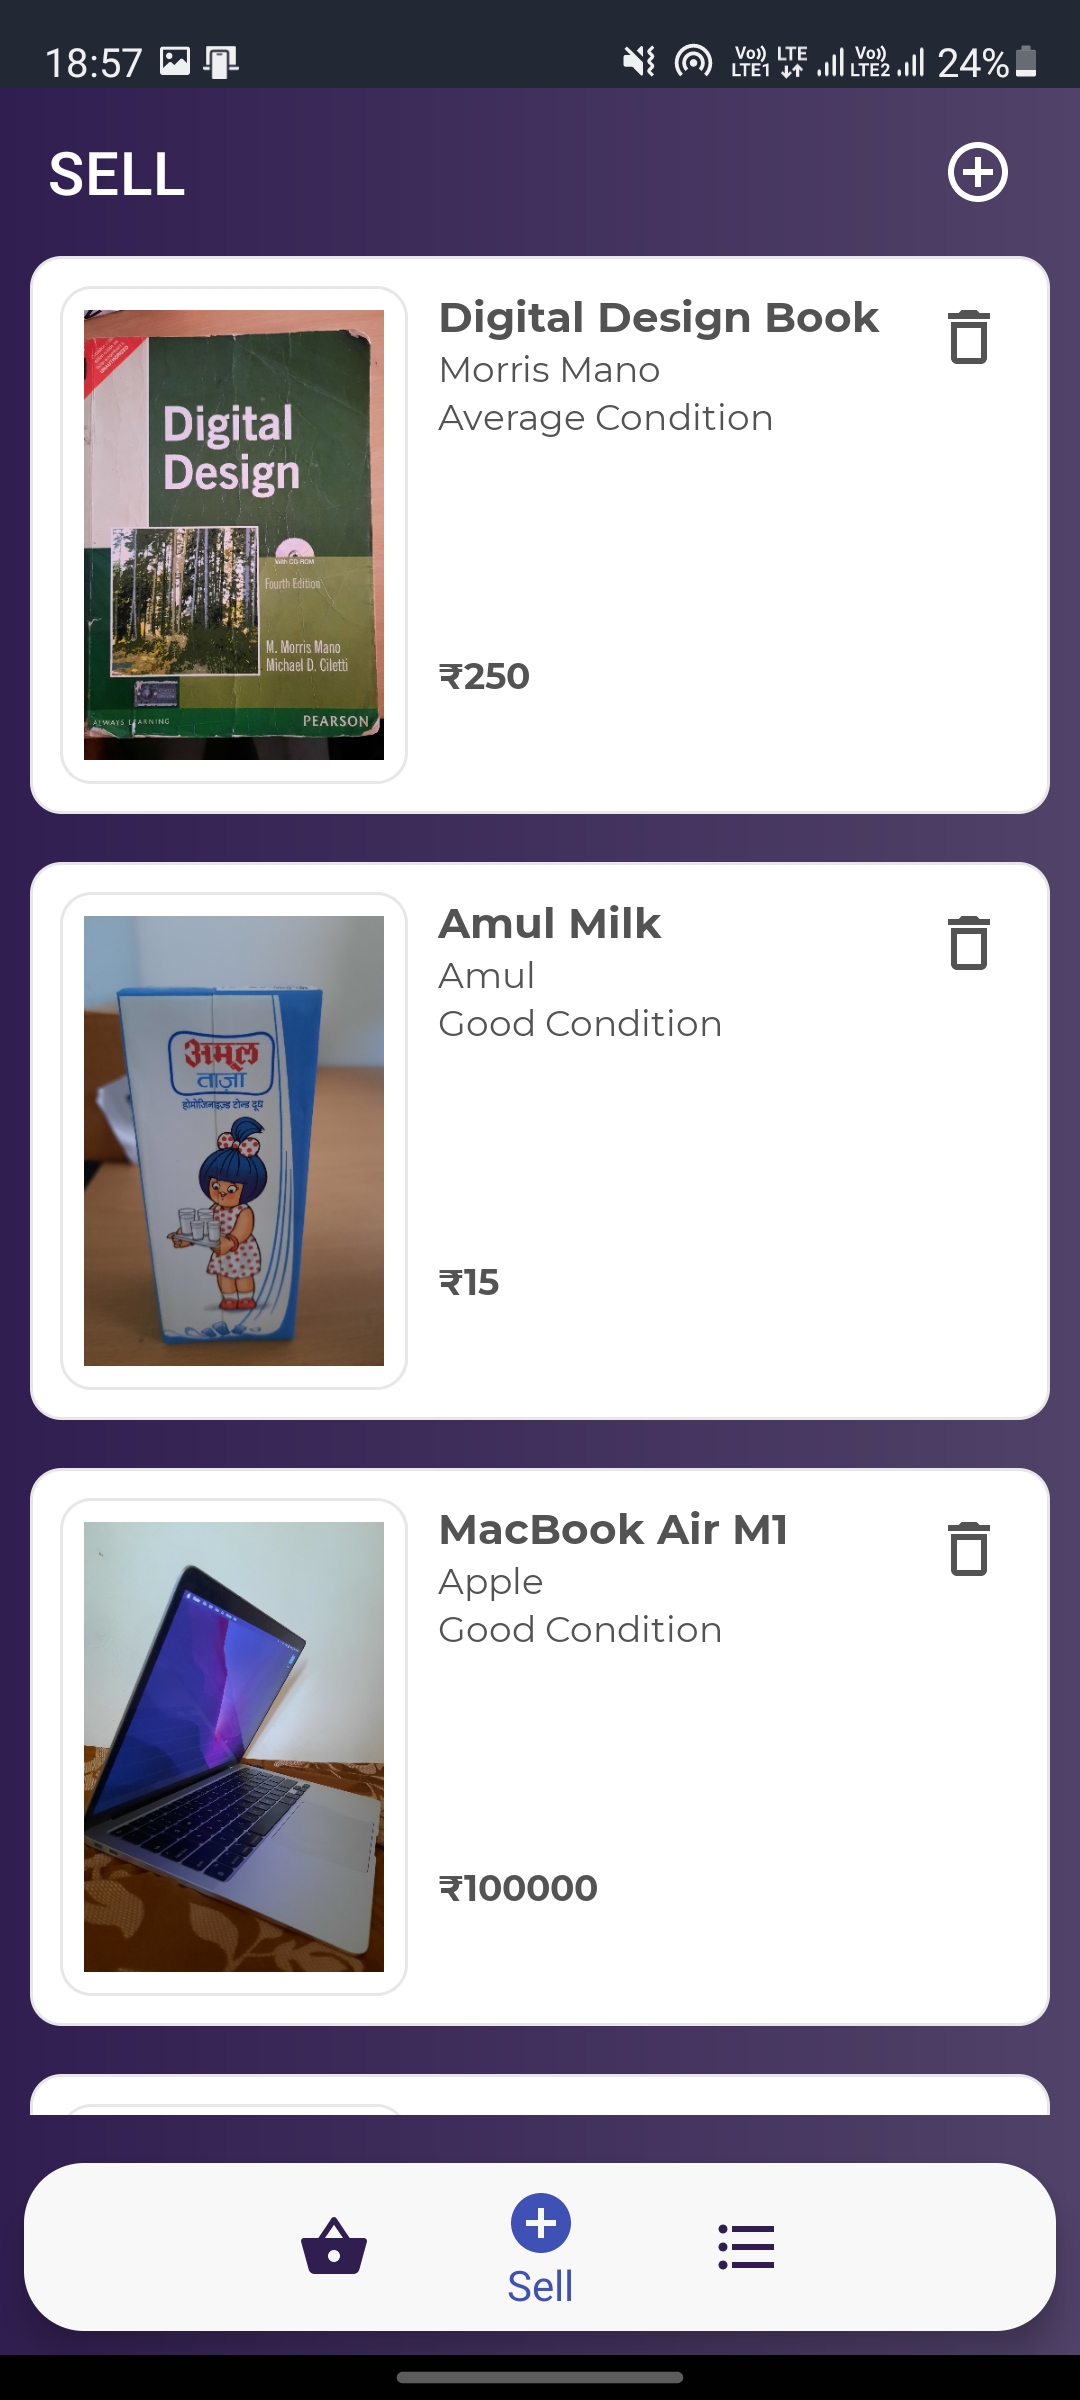 18:57
Vo)) LTE1 LTE Vo)) LTE2 24%
SELL
Digital Design Book
Morris Mano
Average Condition
₹250
Digital
Design
With CD-ROM
Fourth Edition
M. Morris Mano
Michael D. Ciletti
ALWAYS LEARNING
PEARSON
Amul Milk
Amul
Good Condition
₹15
अमूल
ताज़ा
होमोजिनाइज़्ड टोन्ड दूध
MacBook Air M1
Apple
Good Condition
₹100000
Sell